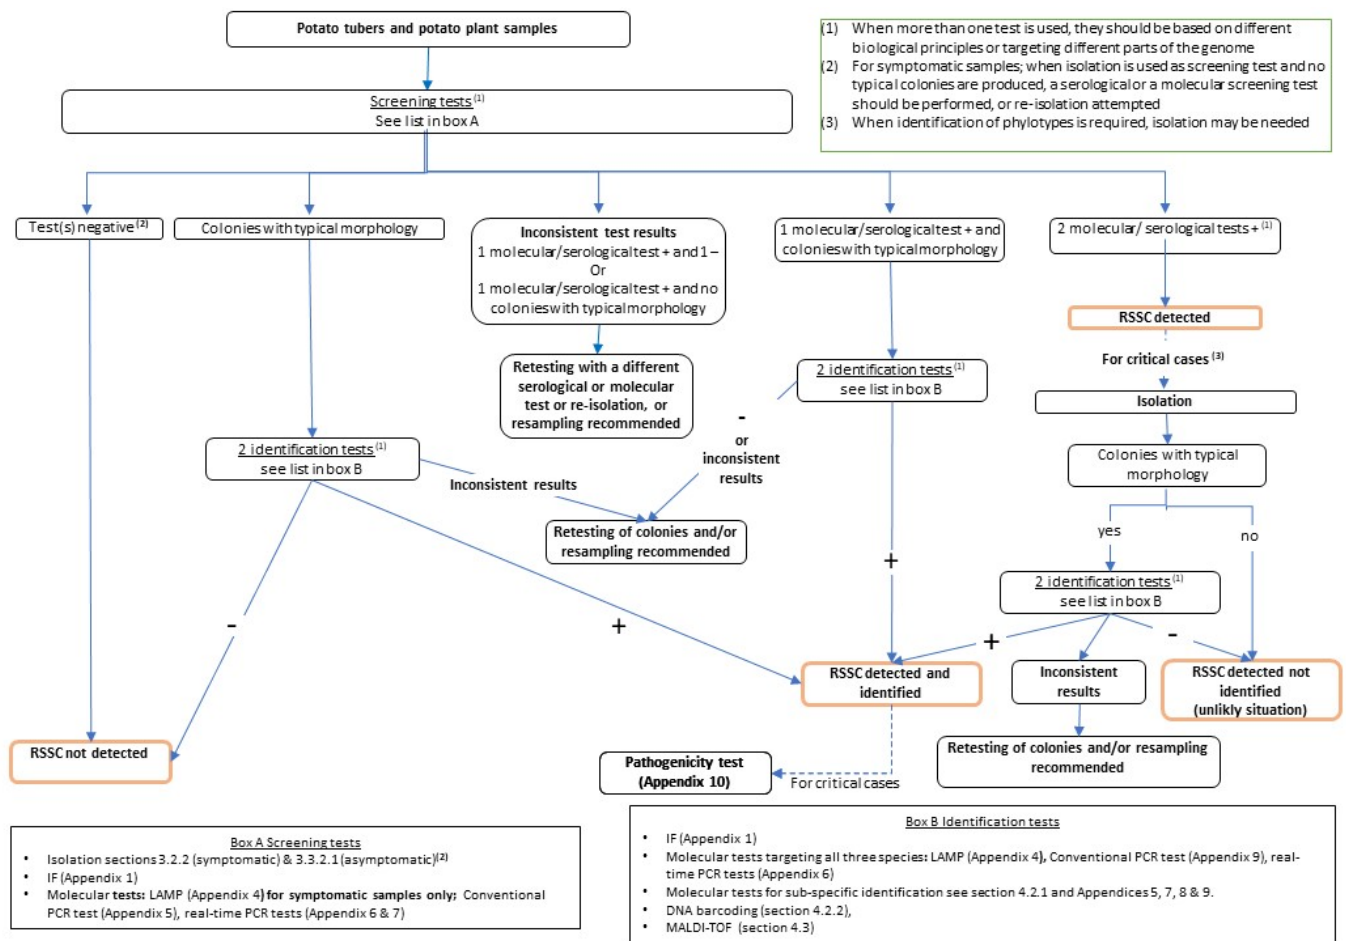 Potato tubers and potato plant samples
(1) When more than one test is used, they should be based on different
biological principles or targeting different parts of the genome
(2) For symptomatic samples; when isolation is used as screening test and no
typical colonies are produced, a serological or a molecular screening test
should be performed, or re-isolation attempted
(3) When identification of phylotypes is required, isolation may be needed
Screening tests (1)
See list in box A
Test(s) negative (2)
Colonies with typical morphology
Inconsistent test results
1 molecular/serological test + and 1 –
Or
1 molecular/serological test + and no
colonies with typical morphology
1 molecular/serological test + and
colonies with typical morphology
2 molecular/ serological tests + (1)
RSSC detected
For critical cases (3)
Isolation
Retesting with a different
serological or molecular
test or re-isolation, or
resampling recommended
2 identification tests (1)
see list in box B
-
or
inconsistent
results
2 identification tests (1)
see list in box B
Inconsistent results
Colonies with typical
morphology
Retesting of colonies and/or
resampling recommended
yes
no
+
2 identification tests (1)
see list in box B
-
+
+
-
RSSC detected and
identified
Inconsistent
results
RSSC detected not
identified
(unlikly situation)
RSSC not detected
Retesting of colonies and/or resampling
recommended
Pathogenicity test
(Appendix 10)
For critical cases
Box A Screening tests
• Isolation sections 3.2.2 (symptomatic) & 3.3.2.1 (asymptomatic)(2)
• IF (Appendix 1)
• Molecular tests: LAMP (Appendix 4) for symptomatic samples only; Conventional
PCR test (Appendix 5), real-time PCR tests (Appendix 6 & 7)
Box B Identification tests
• IF (Appendix 1)
• Molecular tests targeting all three species: LAMP (Appendix 4), Conventional PCR test (Appendix 9), real-
time PCR tests (Appendix 6)
• Molecular tests for sub-specific identification see section 4.2.1 and Appendices 5, 7, 8 & 9.
• DNA barcoding (section 4.2.2),
• MALDI-TOF (section 4.3)